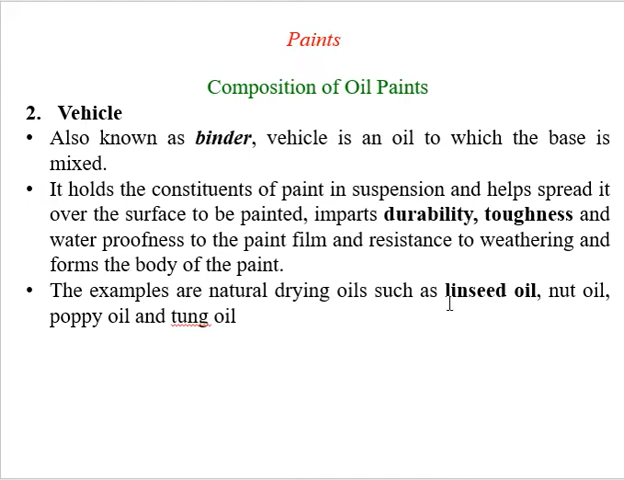 Paints
Composition of Oil Paints
2. Vehicle
• Also known as binder, vehicle is an oil to which the base is
mixed.
• It holds the constituents of paint in suspension and helps spread it
over the surface to be painted, imparts durability, toughness and
water proofness to the paint film and resistance to weathering and
forms the body of the paint.
• The examples are natural drying oils such as linseed oil, nut oil,
poppy oil and tung oil